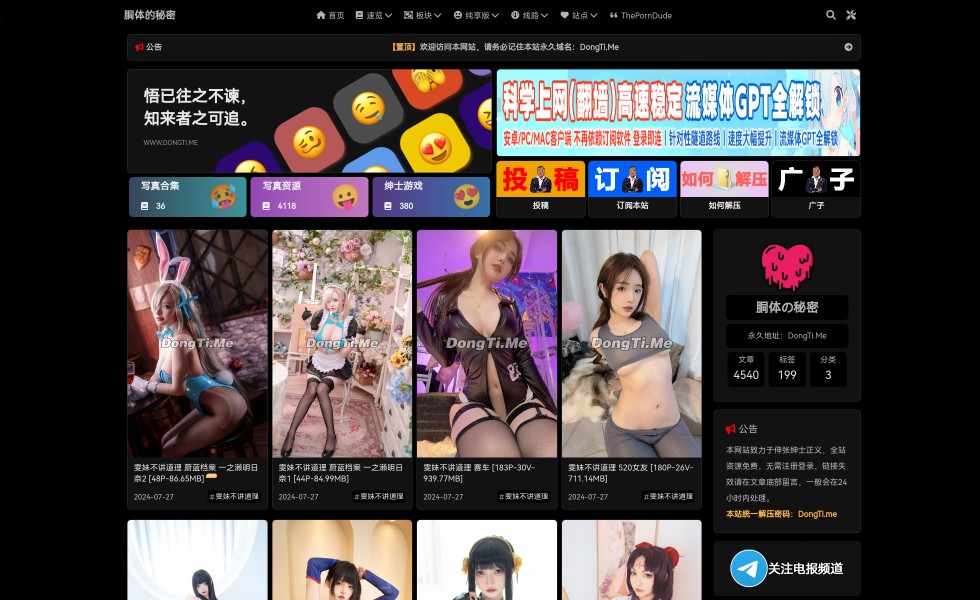 胴体的秘密
首页 速览 板块 纯享版 线路 站点 ThePornDude
公告
【置顶】欢迎访问本网站，请务必记住本站永久域名：DongTi.Me
悟已往之不谏，
知来者之可追。
WWW.DONGTI.ME
科学上网(翻墙)高速稳定 流媒体GPT全解锁
安卓/PC/MAC客户端 不再依赖订阅软件 登录即连 | 针对性隧道路线 | 速度大幅提升 | 流媒体GPT全解锁
写真合集
36
写真资源
4118
绅士游戏
380
投稿
投稿
订阅
订阅本站
如何解压
如何解压
广子
广子
DongTi.Me
雯妹不讲道理 蔚蓝档案 一之濑明日
奈2 [48P-86.65MB]
2024-07-27
#雯妹不讲道理
DongTi.Me
雯妹不讲道理 蔚蓝档案 一之濑明日
奈1 [44P-84.99MB]
2024-07-27
#雯妹不讲道理
DongTi.Me
雯妹不讲道理 赛车 [183P-30V-
939.77MB]
2024-07-27
#雯妹不讲道理
DongTi.Me
雯妹不讲道理 520女友 [180P-26V-
711.14MB]
2024-07-27
#雯妹不讲道理
胴体の秘密
永久地址：DongTi.Me
文章 标签 分类
4540 199 3
公告
本网站致力于伸张绅士正义，全站
资源免费，无需注册登录，链接失
效请在文章底部留言，一般会在24
小时内处理。
本站统一解压密码：DongTi.me
关注电报频道